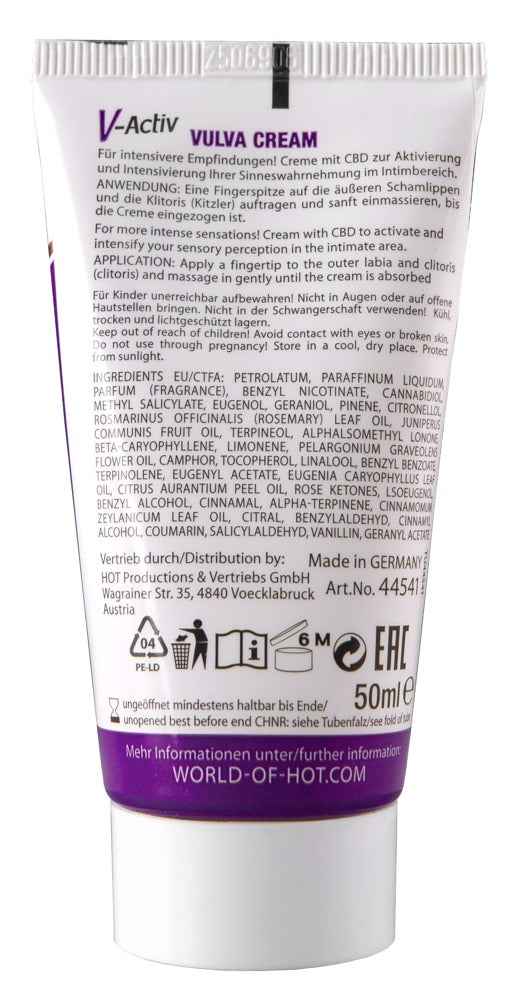 Z506908
V-Activ
VULVA CREAM
Für intensivere Empfindungen! Creme mit CBD zur Aktivierung
und Intensivierung Ihrer Sinneswahrnehmung im Intimbereich.
ANWENDUNG: Eine Fingerspitze auf die äußeren Schamlippen
und die Klitoris (Kitzler) auftragen und sanft einmassieren, bis
die Creme eingezogen ist.
For more intense sensations! Cream with CBD to activate and
intensify your sensory perception in the intimate area.
APPLICATION: Apply a fingertip to the outer labia and clitoris
(clitoris) and massage in gently until the cream is absorbed
Für Kinder unerreichbar aufbewahren! Nicht in Augen oder auf offene
Hautstellen bringen. Nicht in der Schwangerschaft verwenden! Kühl,
trocken und lichtgeschützt lagern.
Keep out of reach of children! Avoid contact with eyes or broken skin.
Do not use through pregnancy! Store in a cool, dry place. Protect
from sunlight.
INGREDIENTS EU/CTFA: PETROLATUM, PARAFFINUM LIQUIDUM,
PARFUM (FRAGRANCE), BENZYL NICOTINATE, CANNABIDIOL,
METHYL SALICYLATE, EUGENOL, GERANIOL, PINENE, CITRONELLOL,
ROSMARINUS OFFICINALIS (ROSEMARY) LEAF OIL, JUNIPERUS
COMMUNIS FRUIT OIL, TERPINEOL, ALPHALSOMETHYL LONONE,
BETA-CARYOPHYLLENE, LIMONENE, PELARGONIUM GRAVEOLENS
FLOWER OIL, CAMPHOR, TOCOPHEROL, LINALOOL, BENZYL BENZOATE,
TERPINOLENE, EUGENYL ACETATE, EUGENIA CARYOPHYLLUS LEAF
OIL, CITRUS AURANTIUM PEEL OIL, ROSE KETONES, LSOEUGENOL,
BENZYL ALCOHOL, CINNAMAL, ALPHA-TERPINENE, CINNAMOMUM
ZEYLANICUM LEAF OIL, CITRAL, BENZYLALDEHYD, CINNAMYL
ALCOHOL, COUMARIN, SALICYLALDEHYD, VANILLIN, GERANYL ACETATE
Vertrieb durch/Distribution by:
HOT Productions & Vertriebs GmbH
Wagrainer Str. 35, 4840 Voecklabruck
Austria
Made in GERMANY
Art.No. 44541
04
PE-LD
6 M
EAC
50ml e
ungeöffnet mindestens haltbar bis Ende/
unopened best before end CHNR: siehe Tubenfalz/see fold of tube
Mehr Informationen unter/further information:
WORLD-OF-HOT.COM